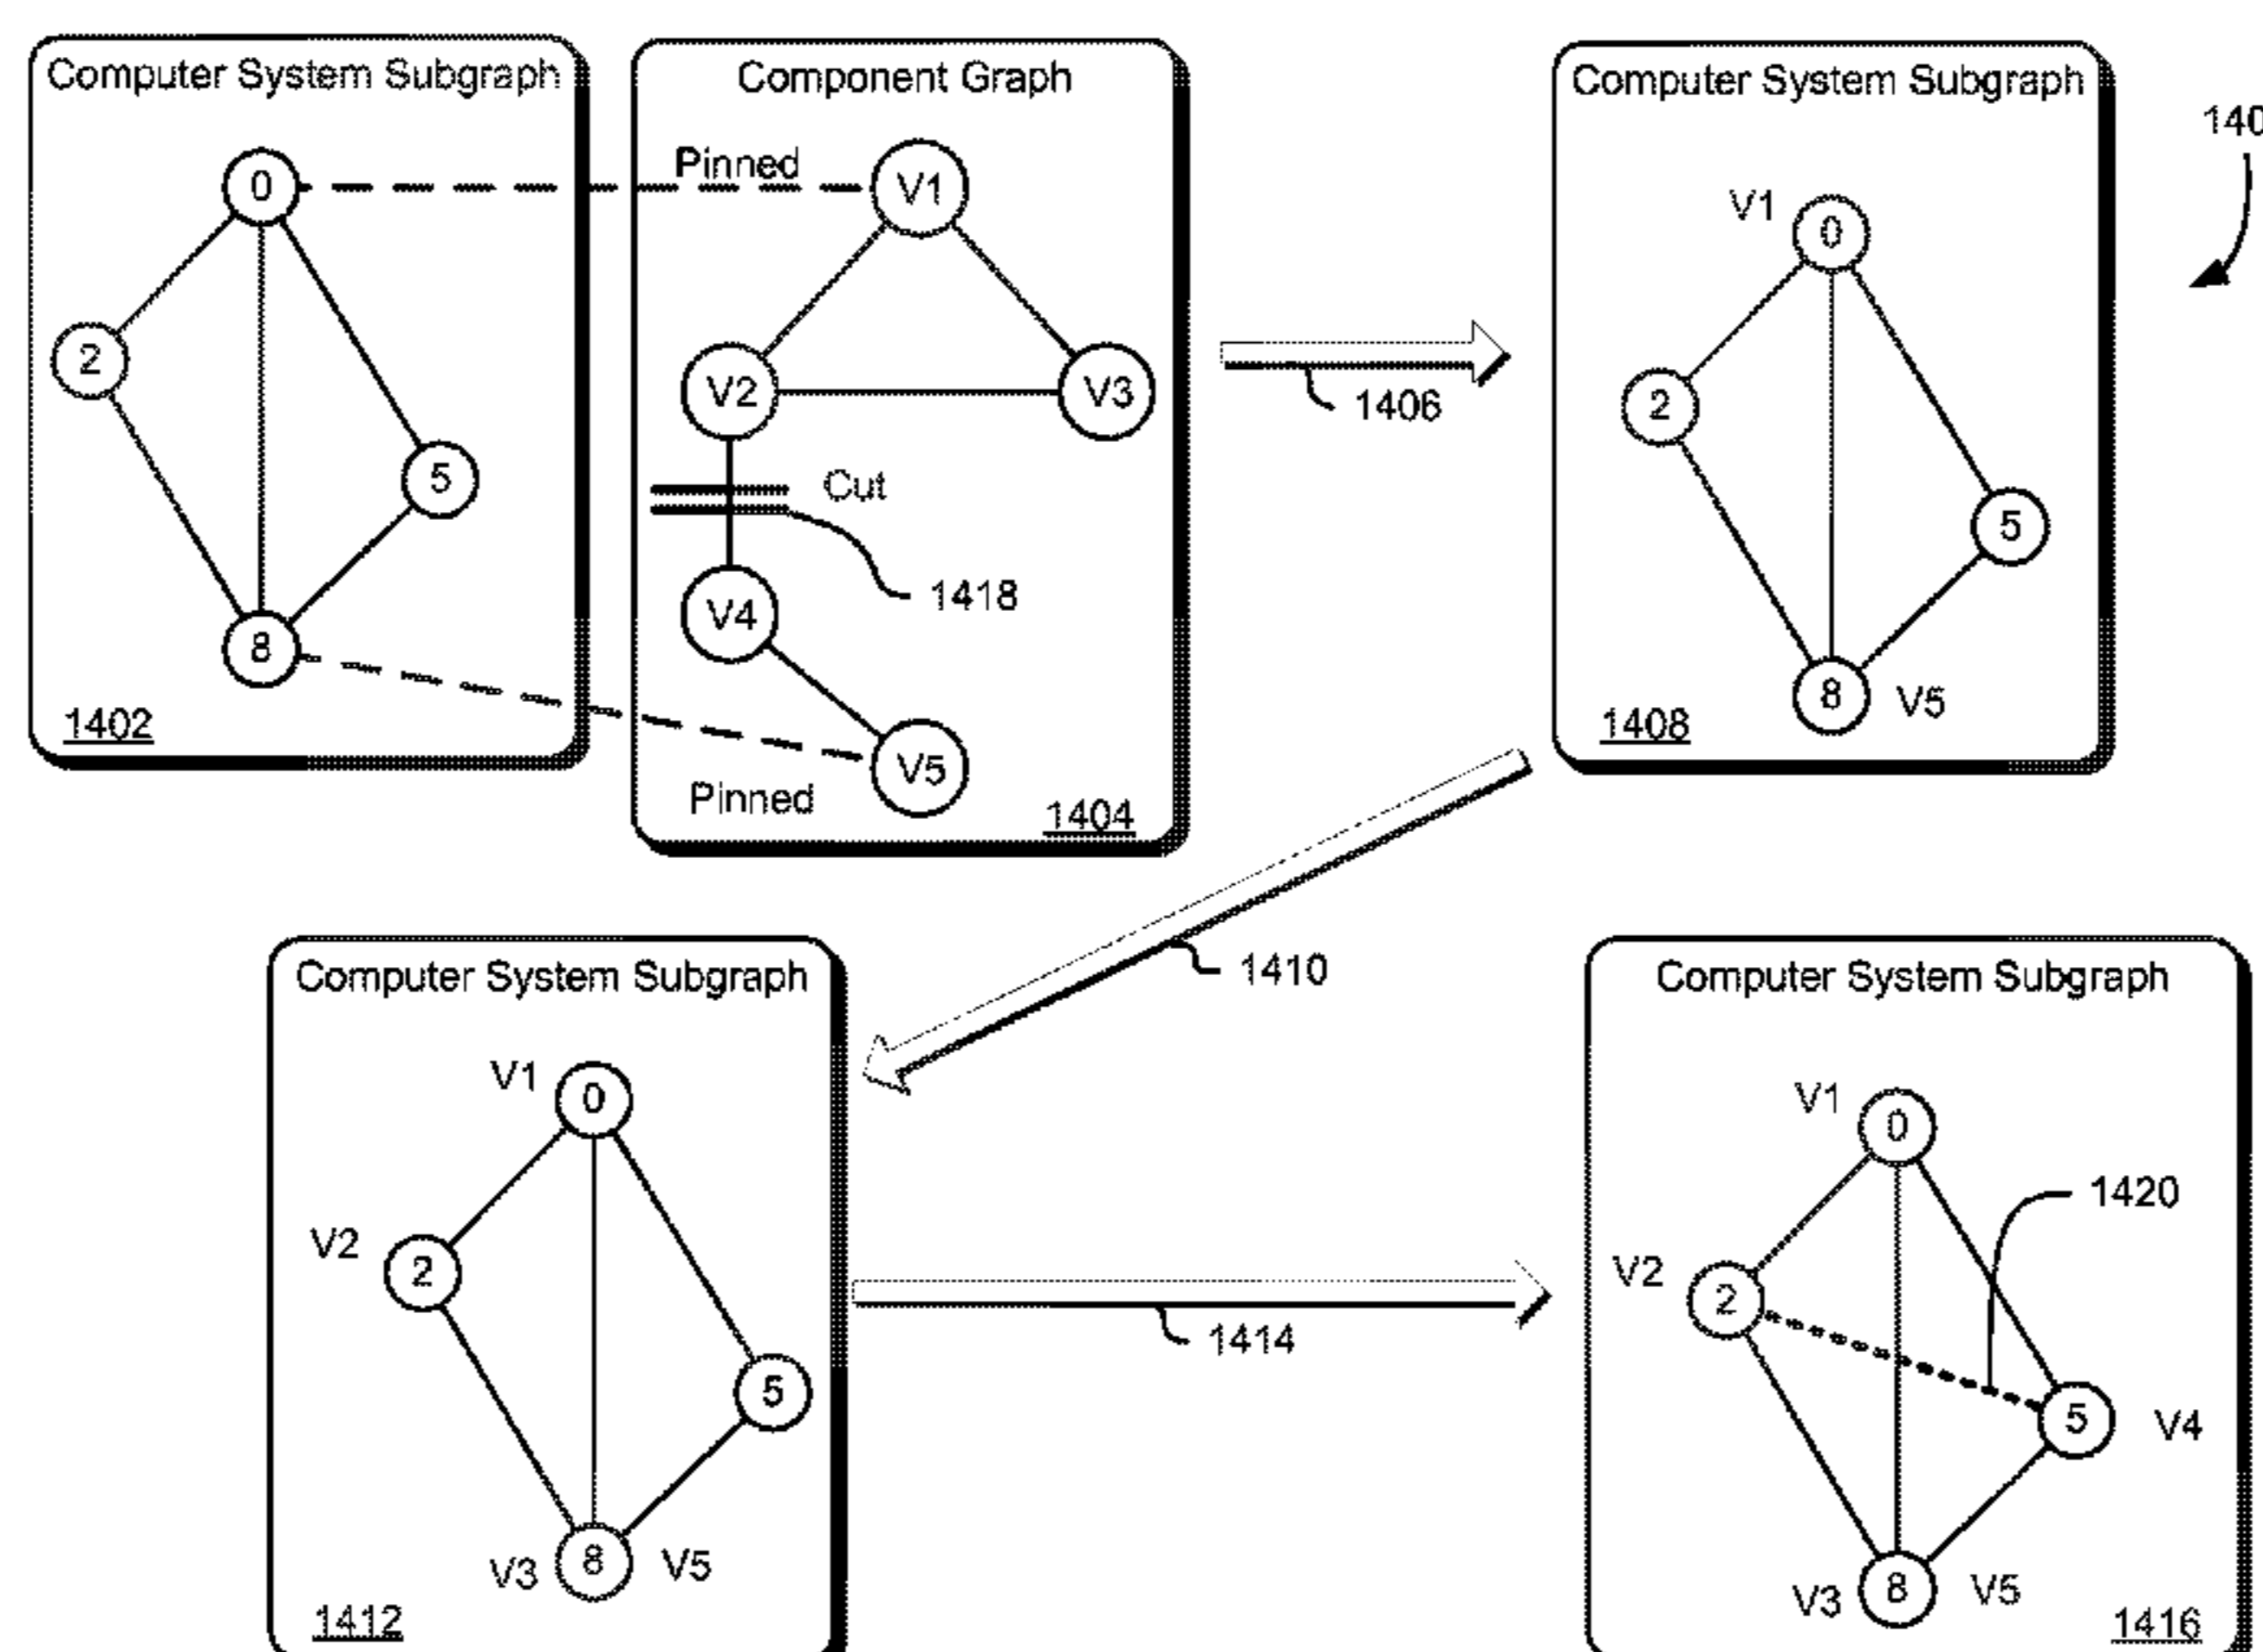 Computer System Subgraph
0
2
5
8
1402
Component Graph
Pinned
V1
V2
V3
Cut
1418
V4
V5
Pinned
1404
1406
Computer System Subgraph
V1
0
2
5
8
V5
1408
140
1410
Computer System Subgraph
V1
0
V2
2
5
V3
8
V5
1412
1414
Computer System Subgraph
V1
0
1420
V2
2
5
V4
V3
8
V5
1416